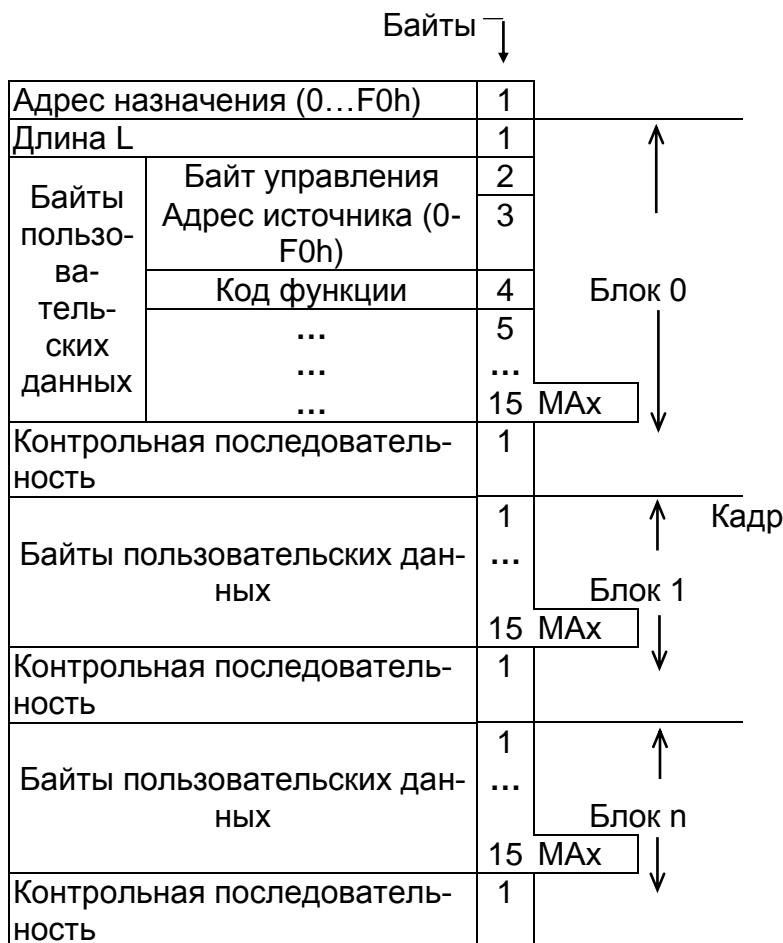 Байты
Адрес назначения (0…F0h) 1
Длина L 1
Байты
пользо-
ва-
тель-
ских
данных
Байт управления 2
Адрес источника (0-
F0h)
3
Код функции 4
… 5
… …
… 15 MAx
Блок 0
Контрольная последователь-
ность
1
Кадр
Байты пользовательских дан-
ных
1
…
15 MAx
Блок 1
Контрольная последователь-
ность
1
Байты пользовательских дан-
ных
1
…
15 MAx
Блок n
Контрольная последователь-
ность
1